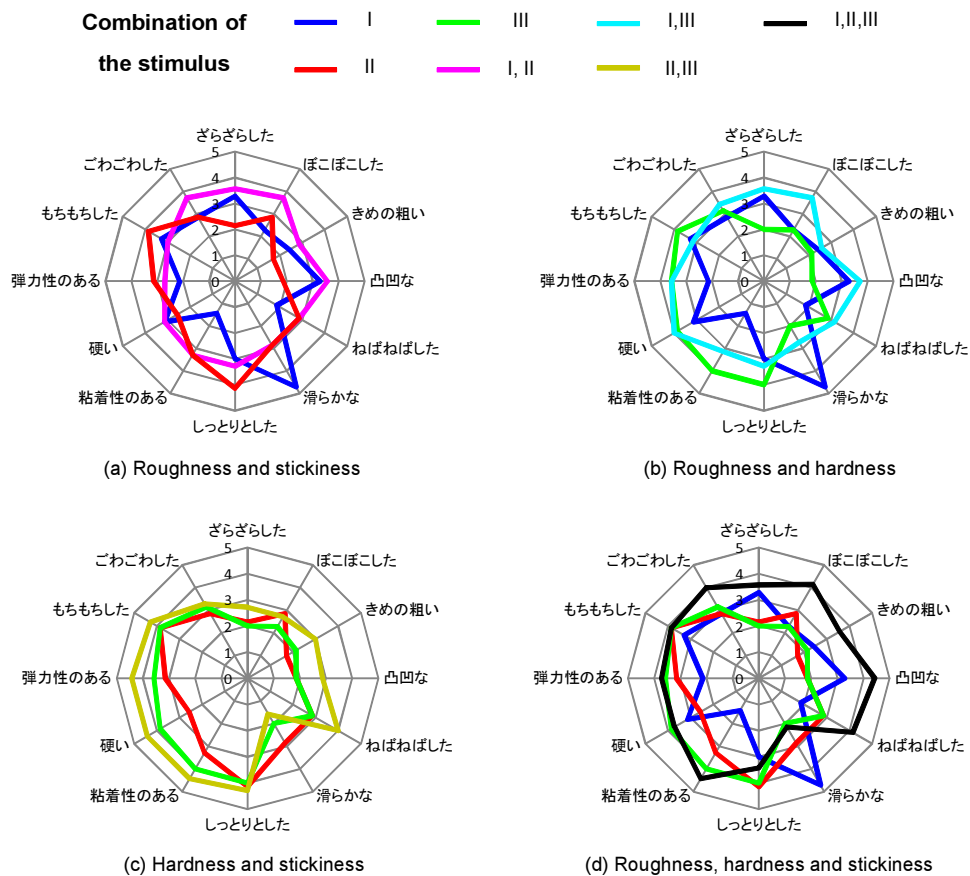 Combination of
the stimulus
I
III
I,III
I,II,III
II
I, II
II,III
ざらざらした
ぼこぼこした
きめの粗い
凸凹な
ねばねばした
滑らかな
しっとりとした
粘着性のある
硬い
弾力性のある
もちもちした
ごわごわした
5
4
3
2
1
0
(a) Roughness and stickiness
ざらざらした
ぼこぼこした
きめの粗い
凸凹な
ねばねばした
滑らかな
しっとりとした
粘着性のある
硬い
弾力性のある
もちもちした
ごわごわした
5
4
3
2
1
0
(b) Roughness and hardness
ざらざらした
ぼこぼこした
きめの粗い
凸凹な
ねばねばした
滑らかな
しっとりとした
粘着性のある
硬い
弾力性のある
もちもちした
ごわごわした
5
4
3
2
1
0
(c) Hardness and stickiness
ざらざらした
ぼこぼこした
きめの粗い
凸凹な
ねばねばした
滑らかな
しっとりとした
粘着性のある
硬い
弾力性のある
もちもちした
ごわごわした
5
4
3
2
1
0
(d) Roughness, hardness and stickiness